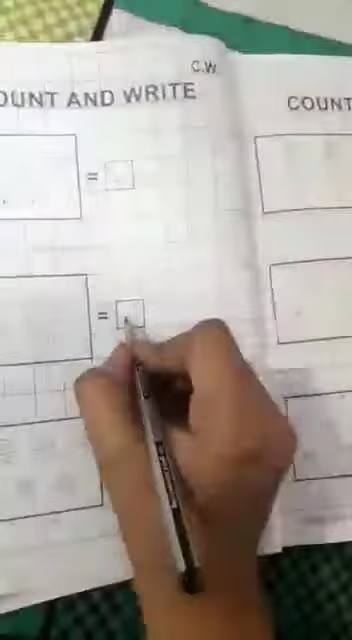 C.W
OUNT AND WRITE
COUNT
=
=